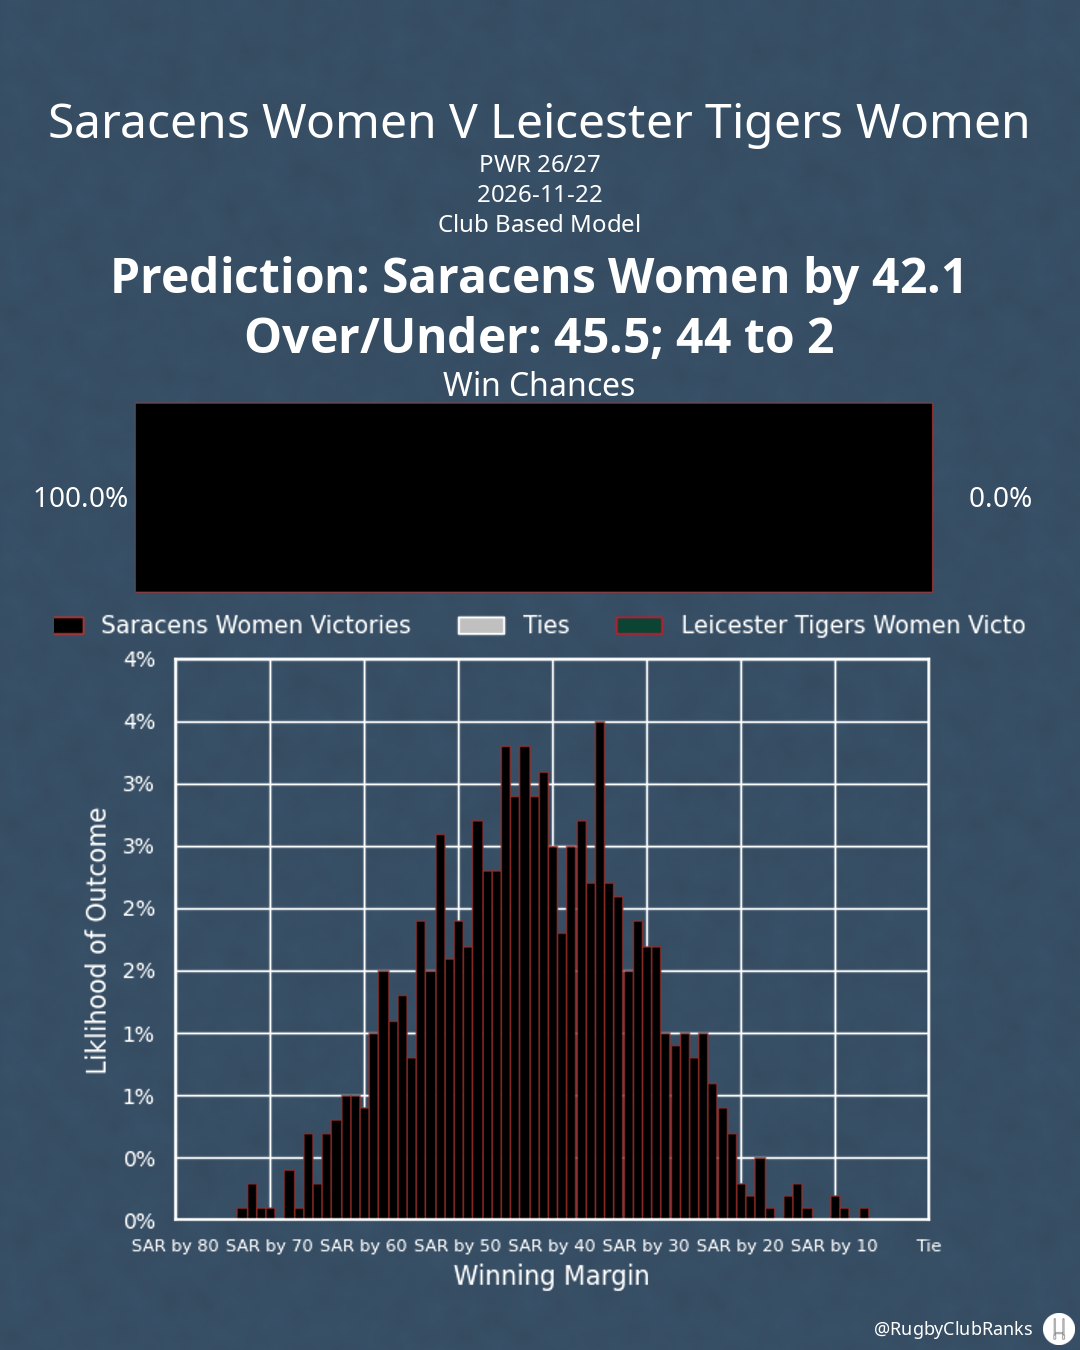 Saracens Women V Leicester Tigers Women
PWR 26/27
2026-11-22
Club Based Model
Prediction: Saracens Women by 42.1
Over/Under: 45.5; 44 to 2
Win Chances
100.0%
0.0%
Saracens Women Victories
Ties
Leicester Tigers Women Victo
4%
4%
3%
3%
2%
2%
1%
1%
0%
0%
Liklihood of Outcome
SAR by 80 SAR by 70 SAR by 60 SAR by 50 SAR by 40 SAR by 30 SAR by 20 SAR by 10 Tie
Winning Margin
@RugbyClubRanks